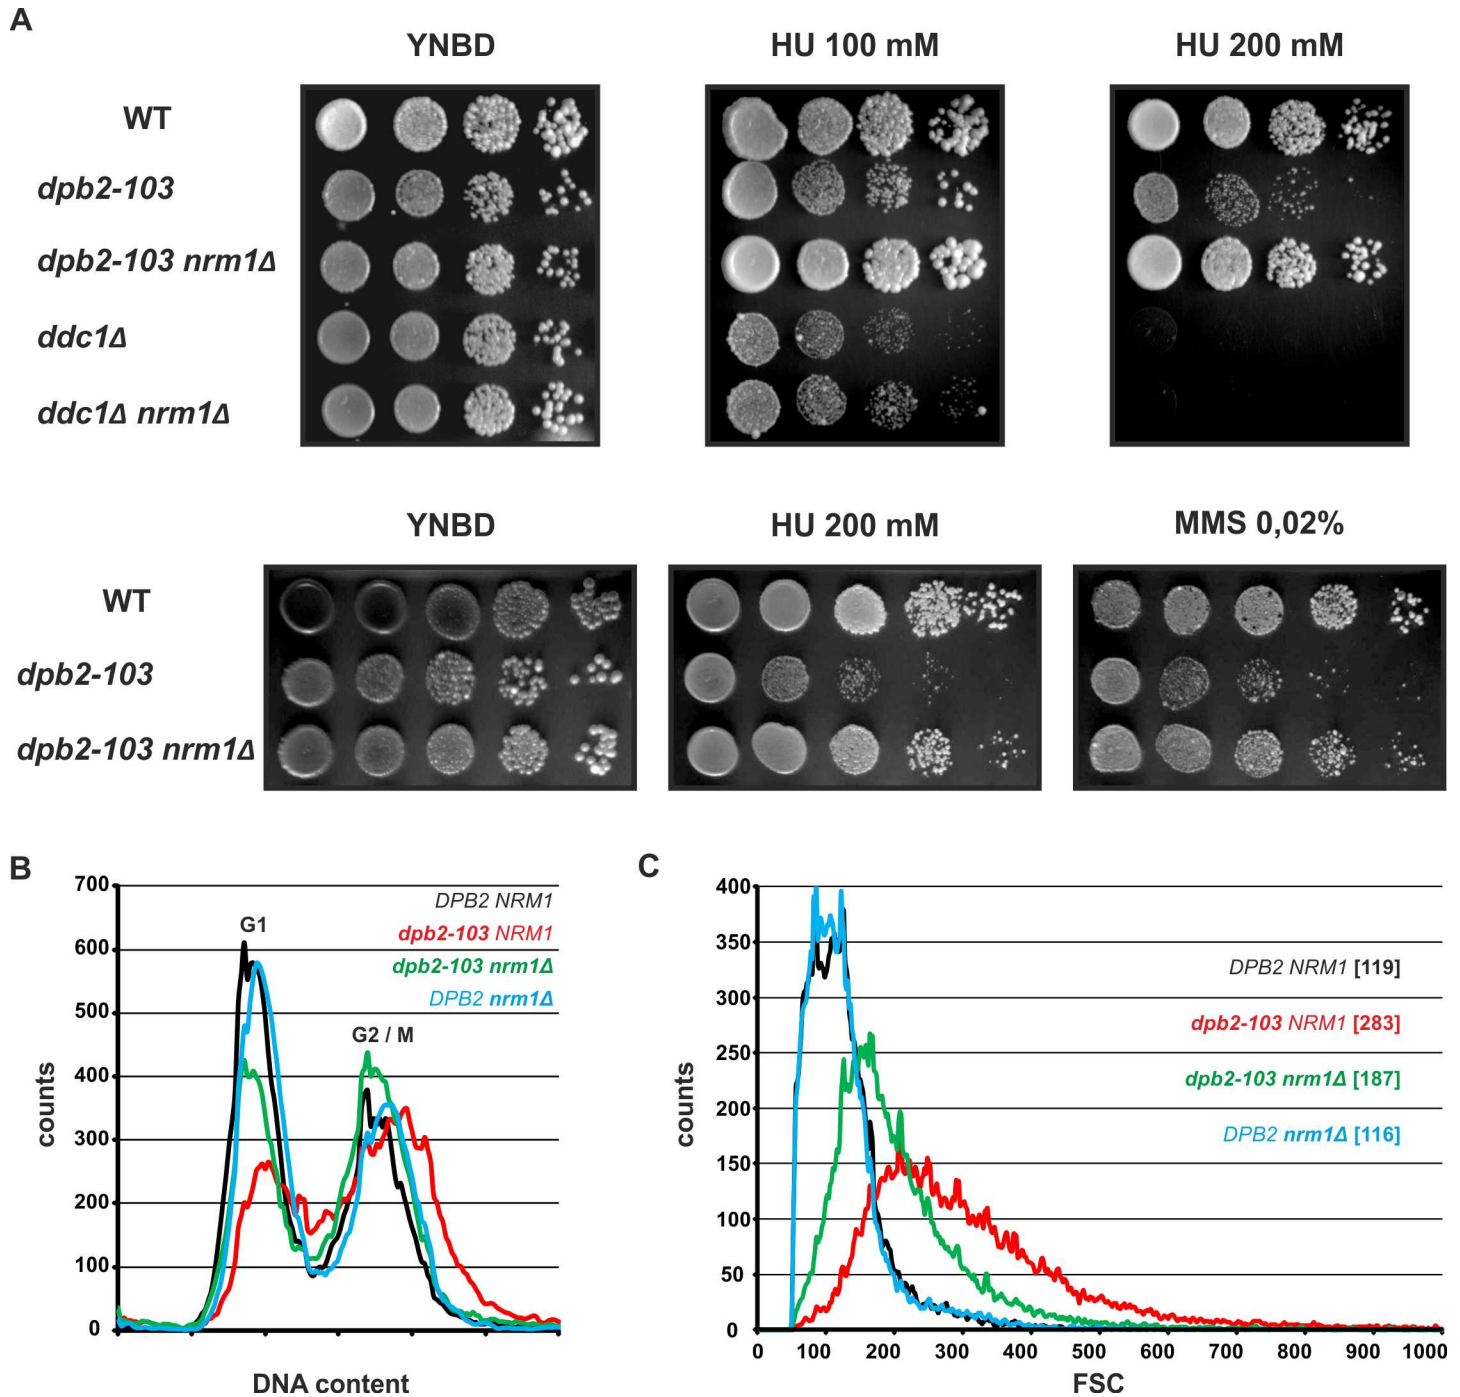 A
YNBD
HU 100 mM
HU 200 mM
WT
dpb2-103
dpb2-103 nrm1Δ
ddc1Δ
ddc1Δ nrm1Δ
YNBD
HU 200 mM
MMS 0,02%
WT
dpb2-103
dpb2-103 nrm1Δ
B
700
600
500
400
300
200
100
0
counts
G1
G2 / M
DPB2 NRM1
dpb2-103 NRM1
dpb2-103 nrm1Δ
DPB2 nrm1Δ
DNA content
C
400
350
300
250
200
150
100
50
0
counts
DPB2 NRM1 [119]
dpb2-103 NRM1 [283]
dpb2-103 nrm1Δ [187]
DPB2 nrm1Δ [116]
0 100 200 300 400 500 600 700 800 900 1000
FSC